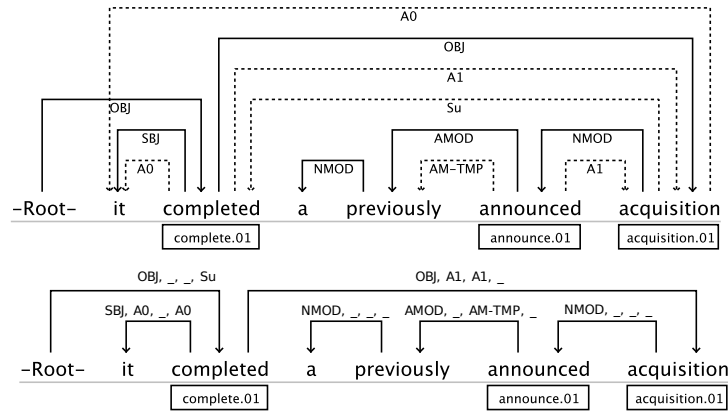 A0
OBJ
A1
OBJ Su
SBJ AMOD NMOD
A0 NMOD AM-TMP A1
-Root- it completed a previously announced acquisition
complete.01 announce.01 acquisition.01
OBJ, _, _, Su OBJ, A1, A1, _
SBJ, A0, _, A0 NMOD, _, _, _ AMOD, _, AM-TMP, _ NMOD, _, _, _
-Root- it completed a previously announced acquisition
complete.01 announce.01 acquisition.01